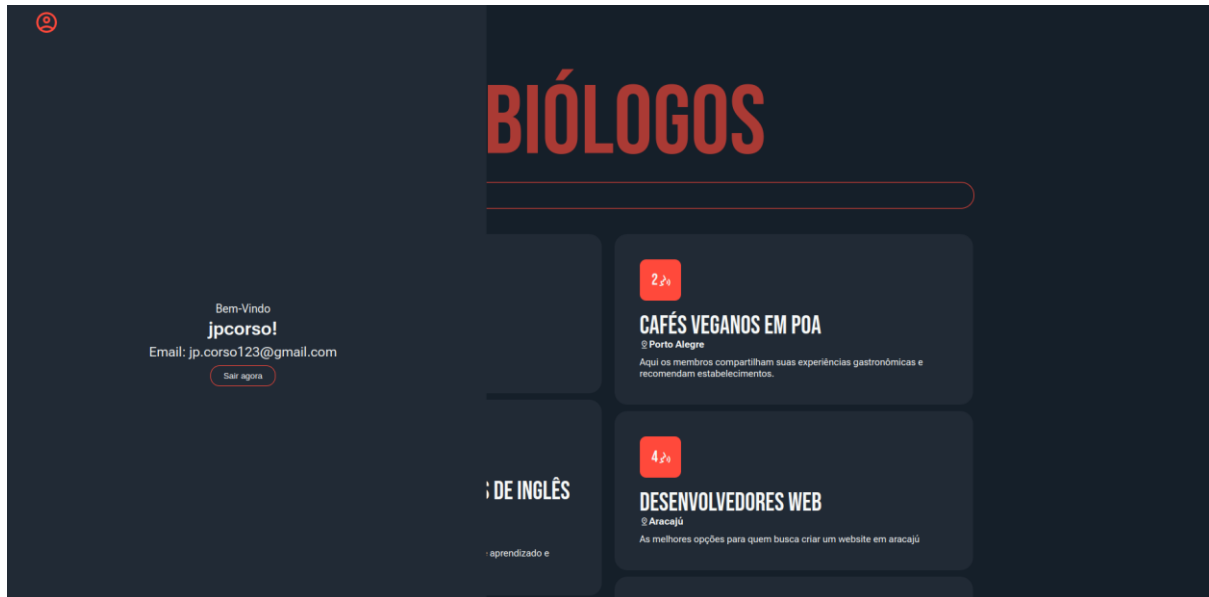 BIÓLOGOS
Bem-Vindo
jpcorso!
Email: jp.corso123@gmail.com
Sair agora
DE INGLÊS
aprendizado e
2
CAFÉS VEGANOS EM POA
Porto Alegre
Aqui os membros compartilham suas experiências gastronômicas e
recomendam estabelecimentos.
4
DESENVOLVEDORES WEB
Aracajú
As melhores opções para quem busca criar um website em aracajú